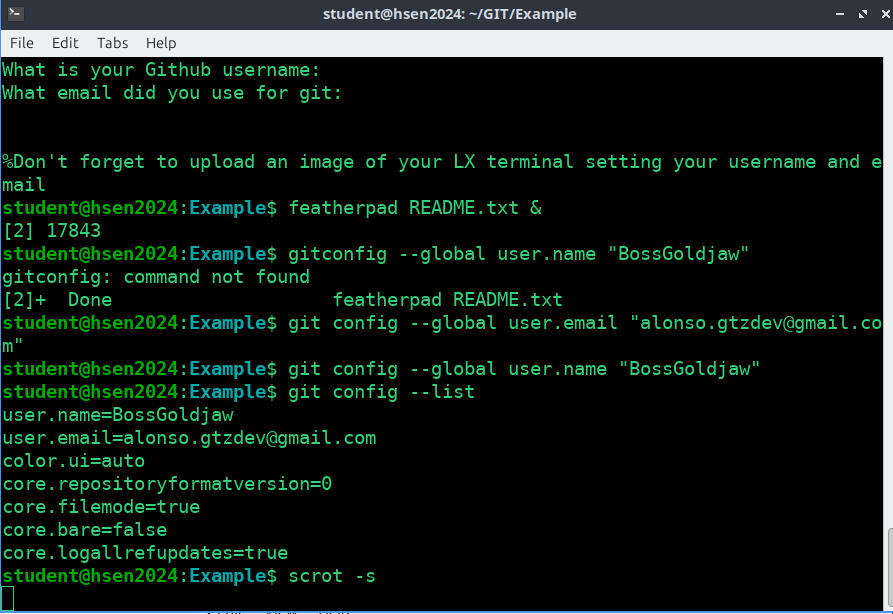 student@hsen2024: ~/GIT/Example
File Edit Tabs Help
What is your Github username:
What email did you use for git:
%Don't forget to upload an image of your LX terminal setting your username and e
mail
student@hsen2024:Example$ featherpad README.txt &
[2] 17843
student@hsen2024:Example$ gitconfig --global user.name "BossGoldjaw"
gitconfig: command not found
[2]+  Done                    featherpad README.txt
student@hsen2024:Example$ git config --global user.email "alonso.gtzdev@gmail.co
m"
student@hsen2024:Example$ git config --global user.name "BossGoldjaw"
student@hsen2024:Example$ git config --list
user.name=BossGoldjaw
user.email=alonso.gtzdev@gmail.com
color.ui=auto
core.repositoryformatversion=0
core.filemode=true
core.bare=false
core.logallrefupdates=true
student@hsen2024:Example$ scrot -s